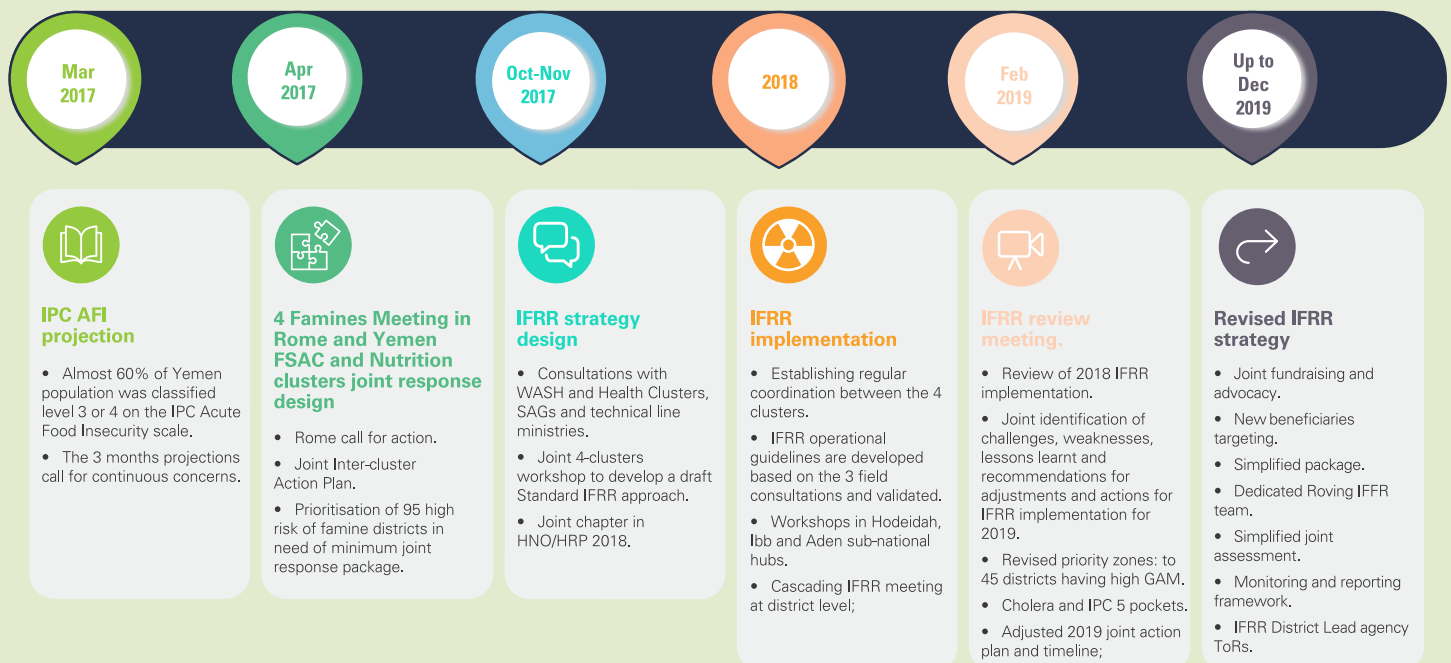 Mar
2017
Apr
2017
Oct-Nov
2017
2018
Feb
2019
Up to
Dec
2019
IPC AFI
projection
• Almost 60% of Yemen
population was classified
level 3 or 4 on the IPC Acute
Food Insecurity scale.
• The 3 months projections
call for continuous concerns.
4 Famines Meeting in
Rome and Yemen
FSAC and Nutrition
clusters joint response
design
• Rome call for action.
• Joint Inter-cluster
Action Plan.
• Prioritisation of 95 high
risk of famine districts in
need of minimum joint
response package.
IFRR strategy
design
• Consultations with
WASH and Health Clusters,
SAGs and technical line
ministries.
• Joint 4-clusters
workshop to develop a draft
Standard IFRR approach.
• Joint chapter in
HNO/HRP 2018.
IFRR
implementation
• Establishing regular
coordination between the 4
clusters.
• IFRR operational
guidelines are developed
based on the 3 field
consultations and validated.
• Workshops in Hodeidah,
Ibb and Aden sub-national
hubs.
• Cascading IFRR meeting
at district level;
IFRR review
meeting.
• Review of 2018 IFRR
implementation.
• Joint identification of
challenges, weaknesses,
lessons learnt and
recommendations for
adjustments and actions for
IFRR implementation for
2019.
• Revised priority zones: to
45 districts having high GAM.
• Cholera and IPC 5 pockets.
• Adjusted 2019 joint action
plan and timeline;
Revised IFRR
strategy
• Joint fundraising and
advocacy.
• New beneficiaries
targeting.
• Simplified package.
• Dedicated Roving IFFR
team.
• Simplified joint
assessment.
• Monitoring and reporting
framework.
• IFRR District Lead agency
ToRs.